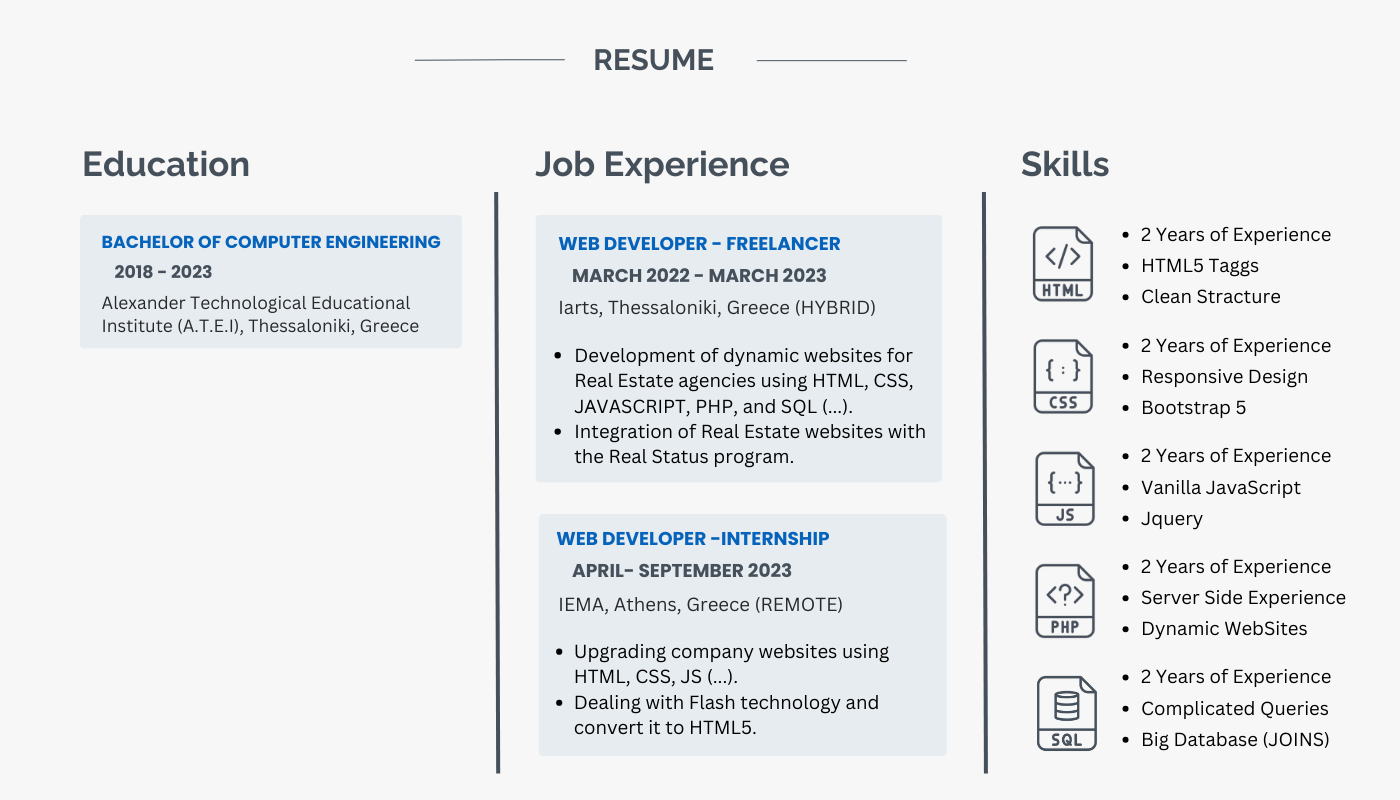 RESUME
Education
BACHELOR OF COMPUTER ENGINEERING
2018 - 2023
Alexander Technological Educational
Institute (A.T.E.I), Thessaloniki, Greece
Job Experience
WEB DEVELOPER - FREELANCER
MARCH 2022 - MARCH 2023
Iarts, Thessaloniki, Greece (HYBRID)
• Development of dynamic websites for
Real Estate agencies using HTML, CSS,
JAVASCRIPT, PHP, and SQL (...).
• Integration of Real Estate websites with
the Real Status program.
WEB DEVELOPER -INTERNSHIP
APRIL- SEPTEMBER 2023
IEMA, Athens, Greece (REMOTE)
• Upgrading company websites using
HTML, CSS, JS (...).
• Dealing with Flash technology and
convert it to HTML5.
Skills
</>
HTML
• 2 Years of Experience
• HTML5 Taggs
• Clean Stracture
{ : }
CSS
• 2 Years of Experience
• Responsive Design
• Bootstrap 5
{...}
JS
• 2 Years of Experience
• Vanilla JavaScript
• Jquery
<?>
PHP
• 2 Years of Experience
• Server Side Experience
• Dynamic WebSites
SQL
• 2 Years of Experience
• Complicated Queries
• Big Database (JOINS)